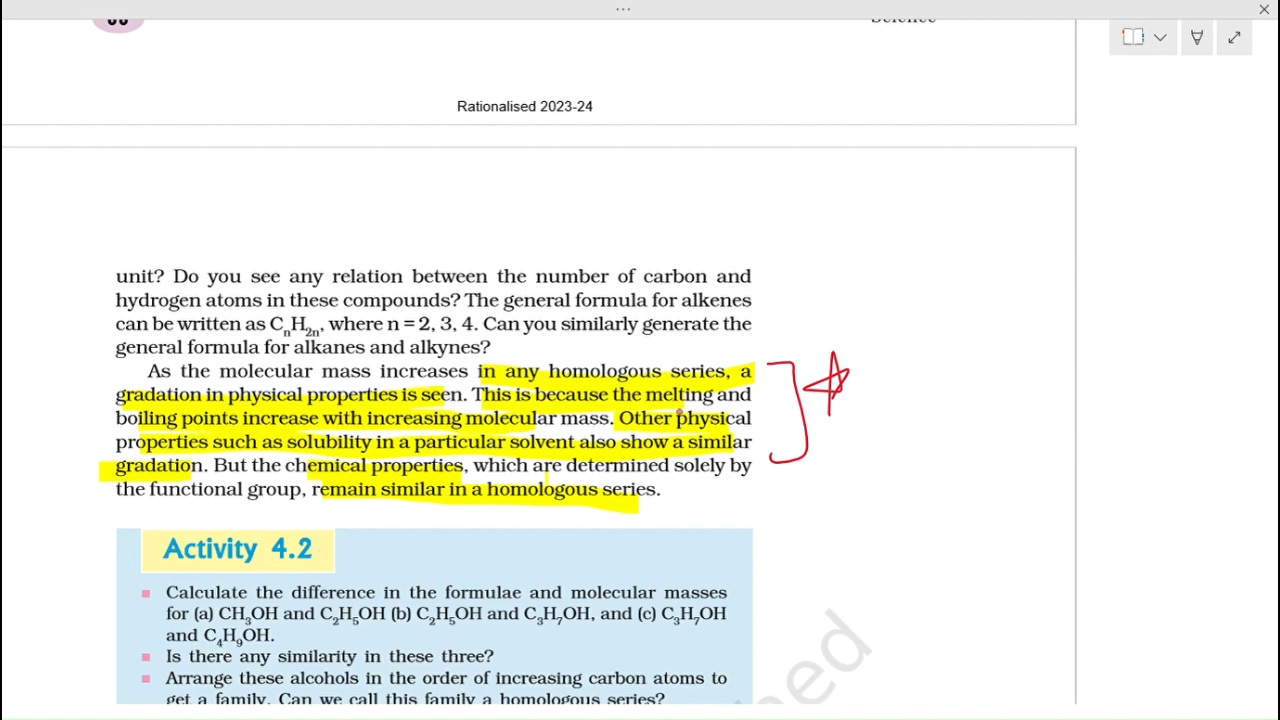 Science
Rationalised 2023-24
unit? Do you see any relation between the number of carbon and
hydrogen atoms in these compounds? The general formula for alkenes
can be written as CₙH₂ₙ, where n = 2, 3, 4. Can you similarly generate the
general formula for alkanes and alkynes?
As the molecular mass increases in any homologous series, a
gradation in physical properties is seen. This is because the melting and
boiling points increase with increasing molecular mass. Other physical
properties such as solubility in a particular solvent also show a similar
gradation. But the chemical properties, which are determined solely by
the functional group, remain similar in a homologous series.
Activity 4.2
Calculate the difference in the formulae and molecular masses
for (a) CH₃OH and C₂H₅OH (b) C₂H₅OH and C₃H₇OH, and (c) C₃H₇OH
and C₄H₉OH.
Is there any similarity in these three?
Arrange these alcohols in the order of increasing carbon atoms to
get a family. Can we call this family a homologous series?